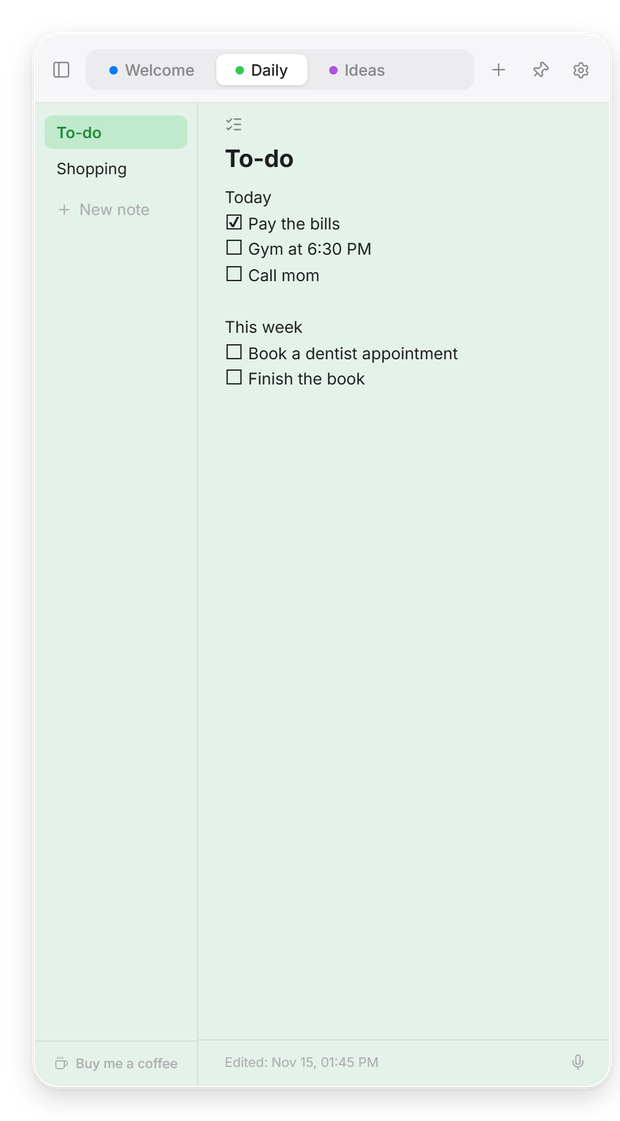 Welcome
Daily
Ideas
To-do
Shopping
New note
To-do
Today
☑ Pay the bills
☐ Gym at 6:30 PM
☐ Call mom
This week
☐ Book a dentist appointment
☐ Finish the book
Buy me a coffee
Edited: Nov 15, 01:45 PM